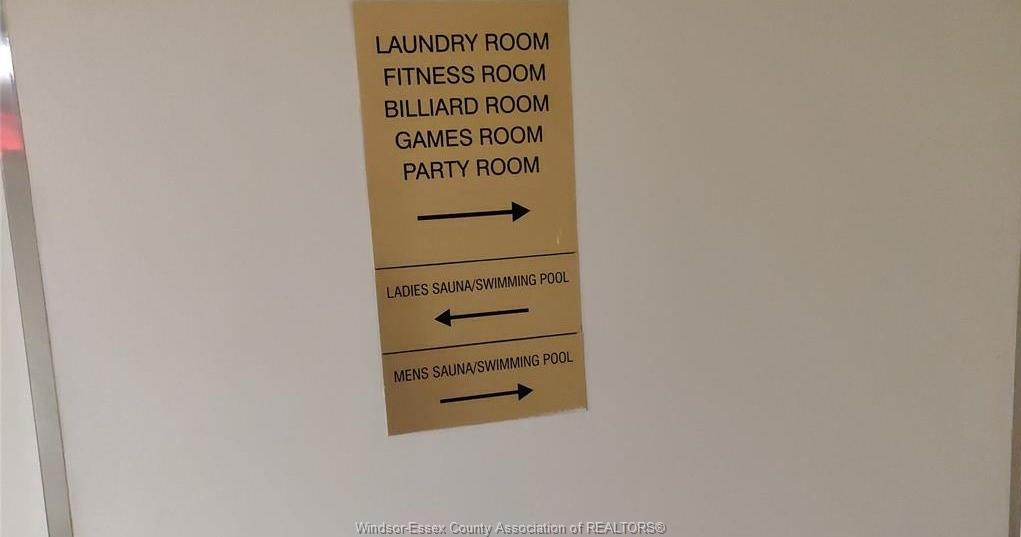 LAUNDRY ROOM
FITNESS ROOM
BILLIARD ROOM
GAMES ROOM
PARTY ROOM
LADIES SAUNA/SWIMMING POOL
MENS SAUNA/SWIMMING POOL
Windsor-Essex County Association of REALTORS®